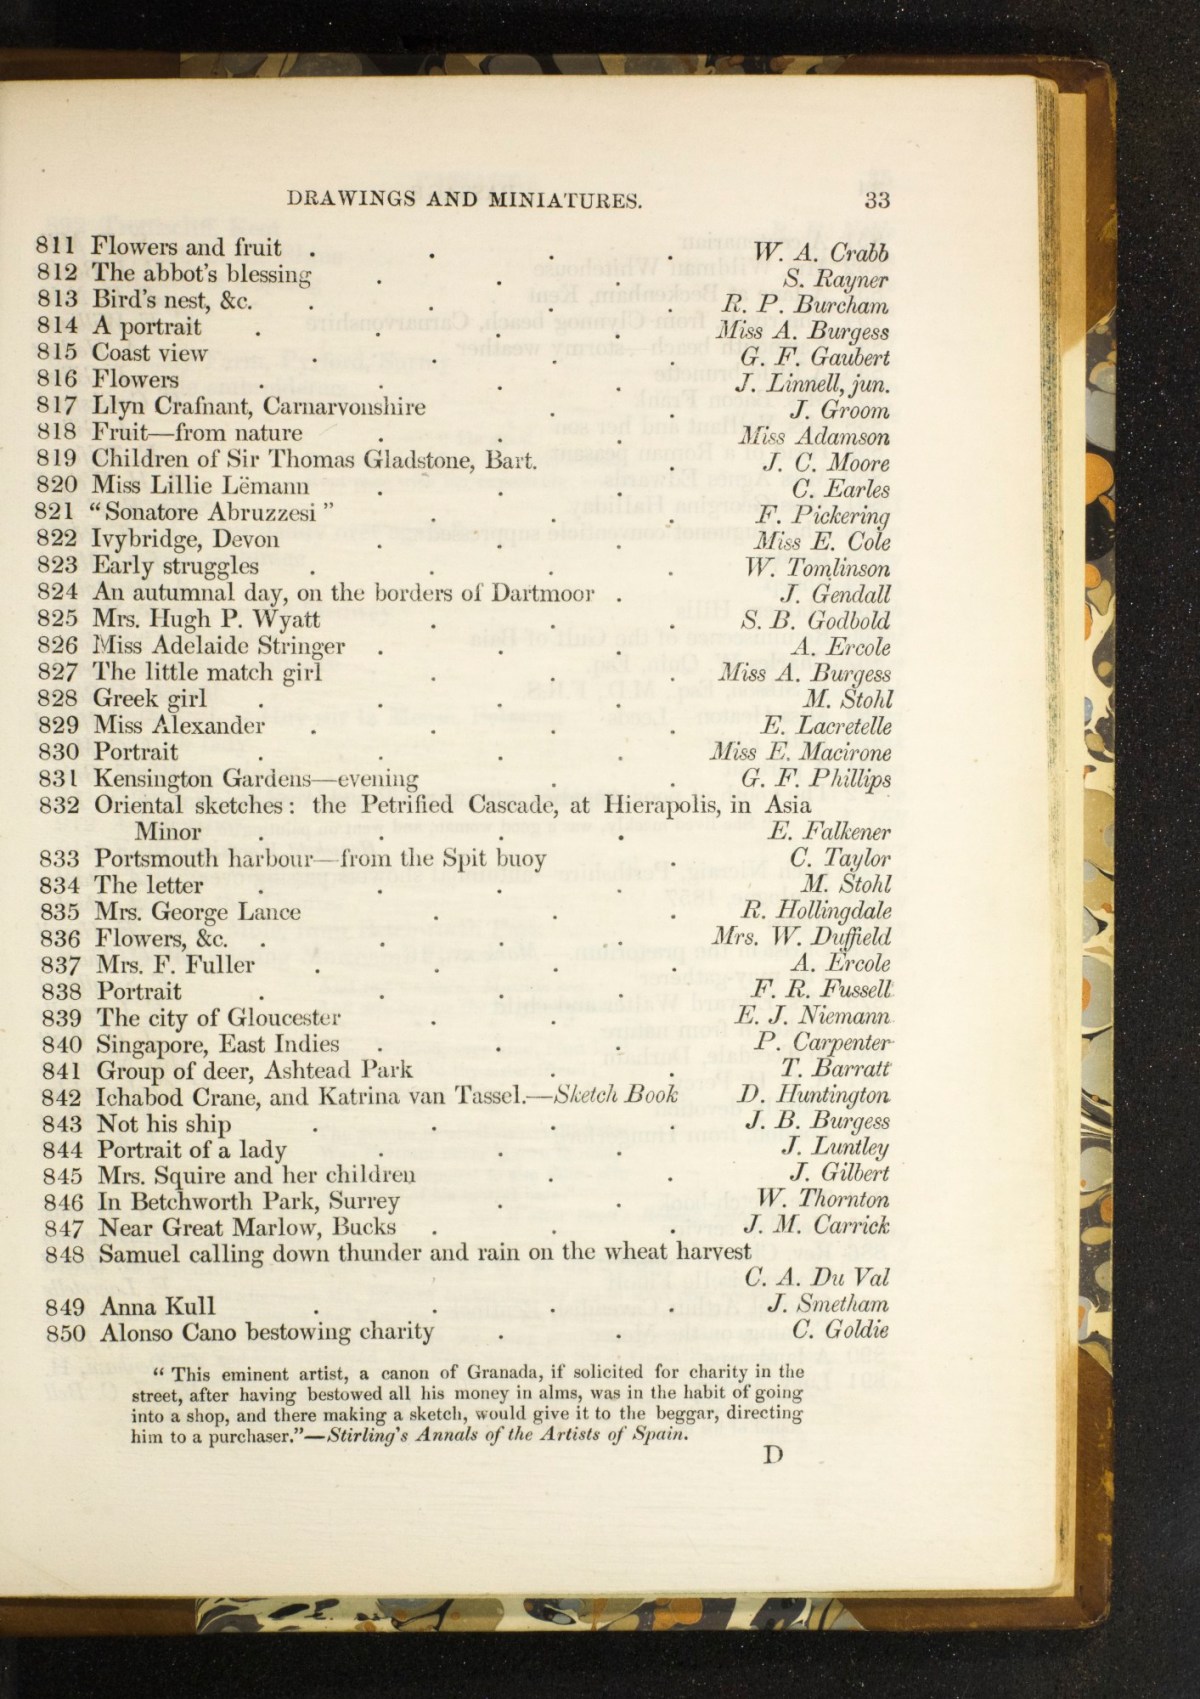 DRAWINGS AND MINIATURES. 33
811 Flowers and fruit . . . . W. A. Crabb
812 The abbot's blessing . . . S. Rayner
813 Bird's nest, &c. . . . . R. P. Burcham
814 A portrait . . . . Miss A. Burgess
815 Coast view . . . G. F. Gaubert
816 Flowers . . . . J. Linnell, jun.
817 Llyn Crafnant, Carnarvonshire . . J. Groom
818 Fruit—from nature . . . Miss Adamson
819 Children of Sir Thomas Gladstone, Bart. . J. C. Moore
820 Miss Lillie Lëmann . . . C. Earles
821 "Sonatore Abruzzesi" . . . F. Pickering
822 Ivybridge, Devon . . . Miss E. Cole
823 Early struggles . . . . W. Tomlinson
824 An autumnal day, on the borders of Dartmoor . J. Gendall
825 Mrs. Hugh P. Wyatt . . . S. B. Godbold
826 Miss Adelaide Stringer . . . A. Ercole
827 The little match girl . . . Miss A. Burgess
828 Greek girl . . . . M. Stohl
829 Miss Alexander . . . . E. Lacretelle
830 Portrait . . . . Miss E. Macirone
831 Kensington Gardens—evening . . G. F. Phillips
832 Oriental sketches: the Petrified Cascade, at Hierapolis, in Asia
Minor . . . . E. Falkener
833 Portsmouth harbour—from the Spit buoy . C. Taylor
834 The letter . . . . M. Stohl
835 Mrs. George Lance . . . R. Hollingdale
836 Flowers, &c. . . . . . Mrs. W. Duffield
837 Mrs. F. Fuller . . . . A. Ercole
838 Portrait . . . . F. R. Fussell
839 The city of Gloucester . . E. J. Niemann
840 Singapore, East Indies . . . P. Carpenter
841 Group of deer, Ashtead Park . . T. Barratt
842 Ichabod Crane, and Katrina van Tassel.—Sketch Book D. Huntington
843 Not his ship . . . . J. B. Burgess
844 Portrait of a lady . . . J. Luntley
845 Mrs. Squire and her children . . J. Gilbert
846 In Betchworth Park, Surrey . . W. Thornton
847 Near Great Marlow, Bucks . . . J. M. Carrick
848 Samuel calling down thunder and rain on the wheat harvest
C. A. Du Val
849 Anna Kull . . . . J. Smetham
850 Alonso Cano bestowing charity . . C. Goldie
"This eminent artist, a canon of Granada, if solicited for charity in the
street, after having bestowed all his money in alms, was in the habit of going
into a shop, and there making a sketch, would give it to the beggar, directing
him to a purchaser."—Stirling's Annals of the Artists of Spain.
D